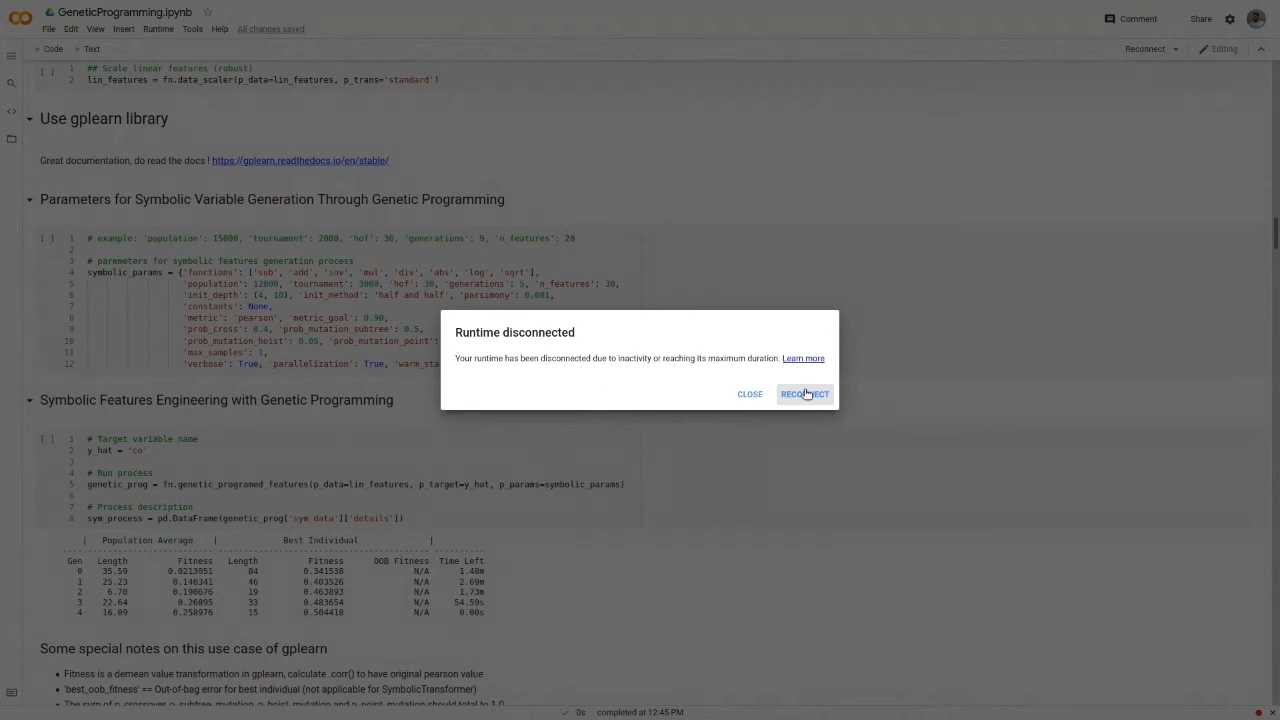 GeneticProgramming.ipynb
File Edit View Insert Runtime Tools Help All changes saved
Comment Share
+ Code + Text
Reconnect Editing
[ ] 1 ## Scale linear features (robust)
2 lin_features = fn.data_scaler(p_data=lin_features, p_trans='standard')
Use gplearn library
Great documentation, do read the docs ! https://gplearn.readthedocs.io/en/stable/
Parameters for Symbolic Variable Generation Through Genetic Programming
[ ] 1 # example: 'population': 15000, 'tournament': 2000, 'hof': 30, 'generations': 9, 'n_features': 20
2
3 # paremeters for symbolic features generation process
4 symbolic_params = {'functions': ['sub', 'add', 'inv', 'mul', 'div', 'abs', 'log', 'sqrt'],
5 'population': 12000, 'tournament': 3000, 'hof': 30, 'generations': 5, 'n_features': 30,
6 'init_depth': (4, 10), 'init_method': 'half and half', 'parsimony': 0.001,
7 'constants': None,
8 'metric': 'pearson', 'metric_goal': 0.90,
9 'prob_cross': 0.4, 'prob_mutation_subtree': 0.5,
10 'prob_mutation_hoist': 0.05, 'prob_mutation_point'
11 'max_samples': 1,
12 'verbose': True, 'parallelization': True, 'warm_sta
Runtime disconnected
Your runtime has been disconnected due to inactivity or reaching its maximum duration. Learn more
CLOSE RECONNECT
Symbolic Features Engineering with Genetic Programming
[ ] 1 # Target variable name
2 y_hat = 'co'
3
4 # Run process
5 genetic_prog = fn.genetic_programed_features(p_data=lin_features, p_target=y_hat, p_params=symbolic_params)
6
7 # Process description
8 sym_process = pd.DataFrame(genetic_prog['sym_data']['details'])
| Population Average | Best Individual |
---- ------------------------- ------------------------------------------ ----------
Gen Length Fitness Length Fitness OOB Fitness Time Left
0 35.59 0.0213051 84 0.341538 N/A 1.48m
1 25.23 0.140341 46 0.403526 N/A 2.69m
2 6.70 0.190676 19 0.463893 N/A 1.73m
3 22.64 0.26895 33 0.483654 N/A 54.59s
4 16.09 0.258976 15 0.504418 N/A 0.00s
Some special notes on this use case of gplearn
• Fitness is a demean value transformation in gplearn, calculate .corr() to have original pearson value
• 'best_oob_fitness' == Out-of-bag error for best individual (not applicable for SymbolicTransformer)
• The sum of p_crossover, p_subtree_mutation, p_hoist_mutation and p_point_mutation should total to 1.0
0s completed at 12:45 PM